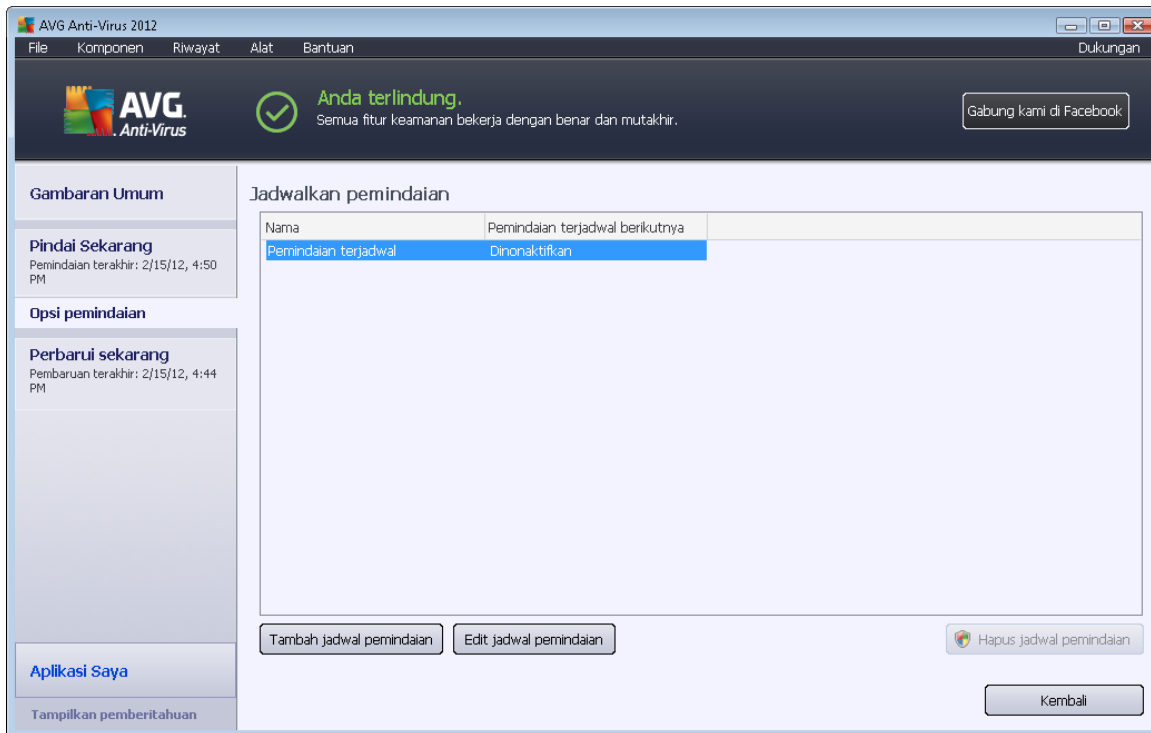 AVG Anti-Virus 2012
File Komponen Riwayat Alat Bantuan Dukungan
AVG.
Anti-Virus
Anda terlindung.
Semua fitur keamanan bekerja dengan benar dan mutakhir.
Gabung kami di Facebook
Gambaran Umum
Pindai Sekarang
Pemindaian terakhir: 2/15/12, 4:50
PM
Opsi pemindaian
Perbarui sekarang
Pembaruan terakhir: 2/15/12, 4:44
PM
Aplikasi Saya
Tampilkan pemberitahuan
Jadwalkan pemindaian
Nama Pemindaian terjadwal berikutnya
Pemindaian terjadwal Dinonaktifkan
Tambah jadwal pemindaian Edit jadwal pemindaian Hapus jadwal pemindaian
Kembali